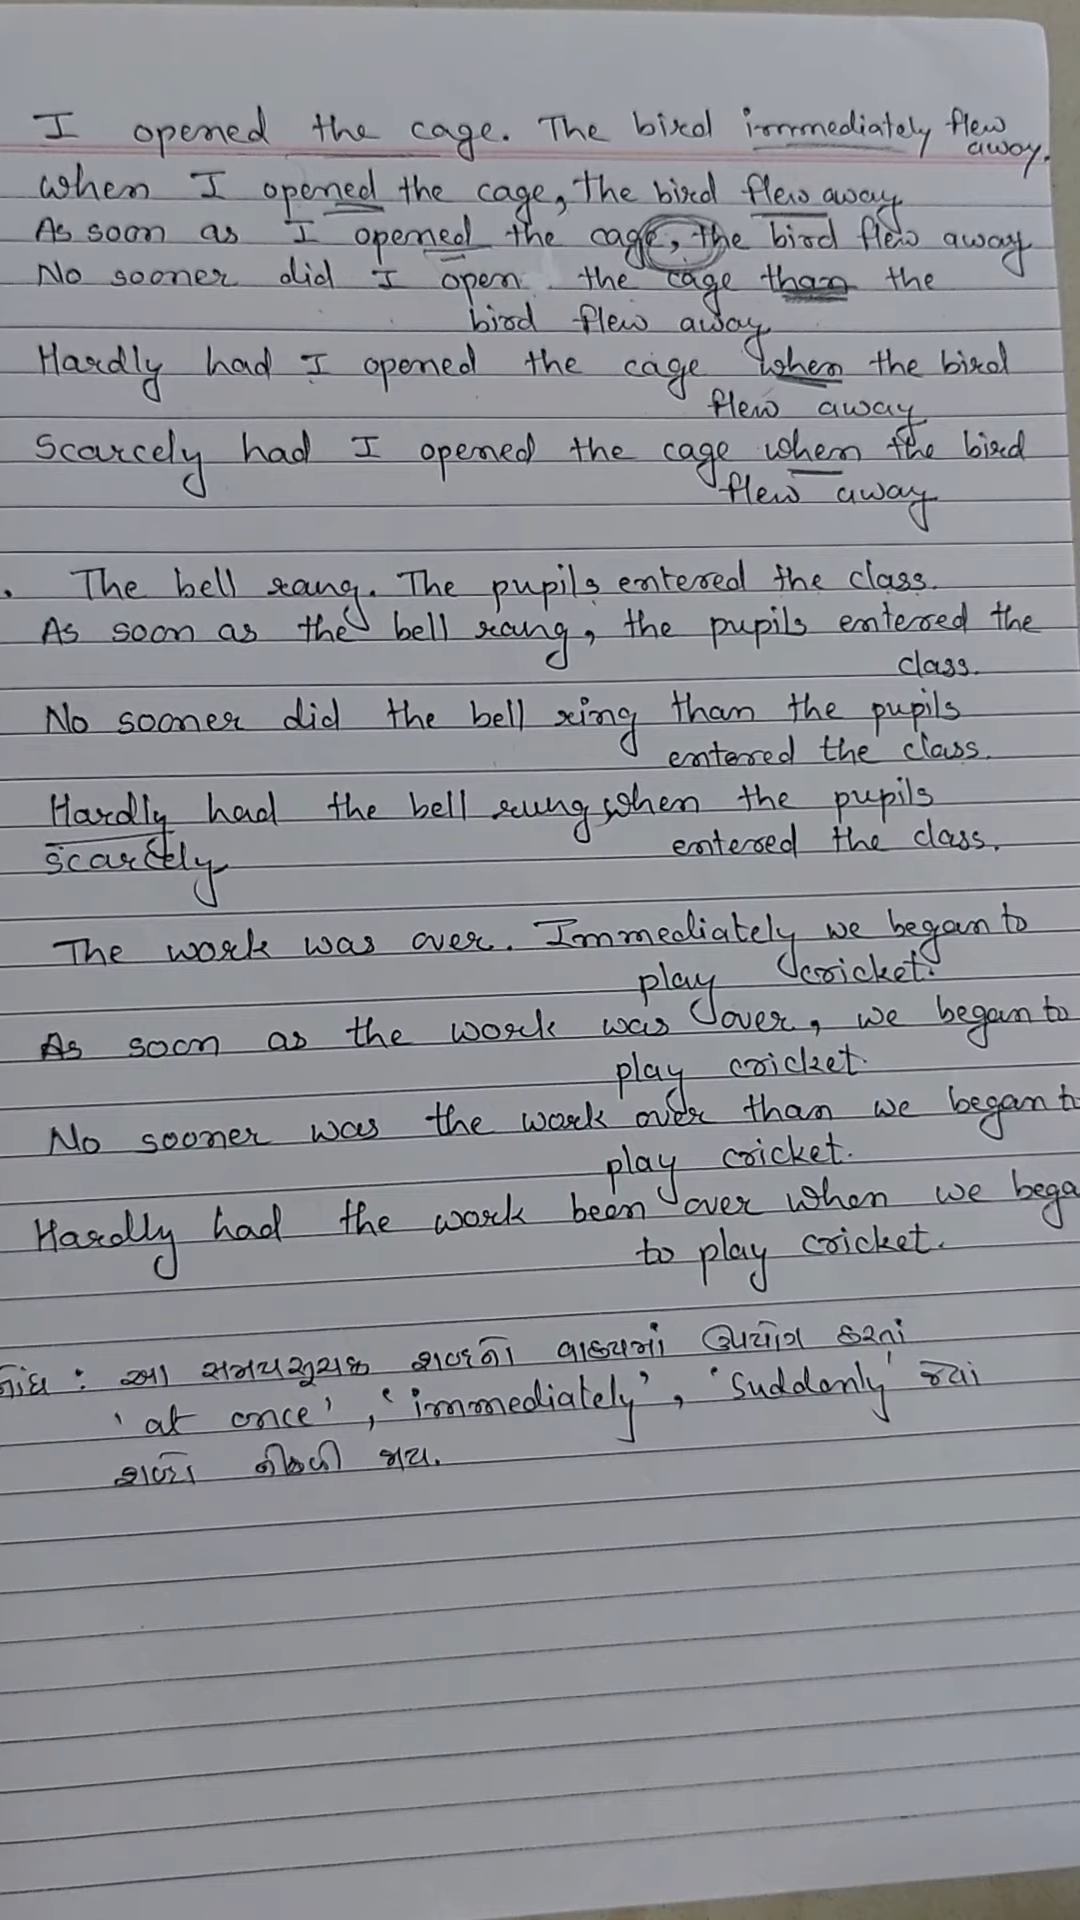 I opened the cage. The bird immediately flew
away.
when I opened the cage, the bird flew away
As soon as I opened the cage, the bird flew away
No sooner did I open the cage than the
bird flew away
Hardly had I opened the cage when the bird
flew away
Scarcely had I opened the cage when the bird
flew away
The bell rang. The pupils entered the class.
As soon as the bell rang, the pupils entered the
class.
No sooner did the bell ring than the pupils
entered the class.
Hardly had the bell rung when the pupils
scarcely entered the class.
The work was over. Immediately we began to
play cricket.
As soon as the work was over, we began to
play cricket.
No sooner was the work over than we began to
play cricket.
Hardly had the work been over when we bega
to play cricket.
નોંધ : આ સમયસૂચક શબ્દનો વાક્યમાં ઉપયોગ કરતાં
'at once', 'immediately', 'Suddenly'
શબ્દો નીકળી જાય.